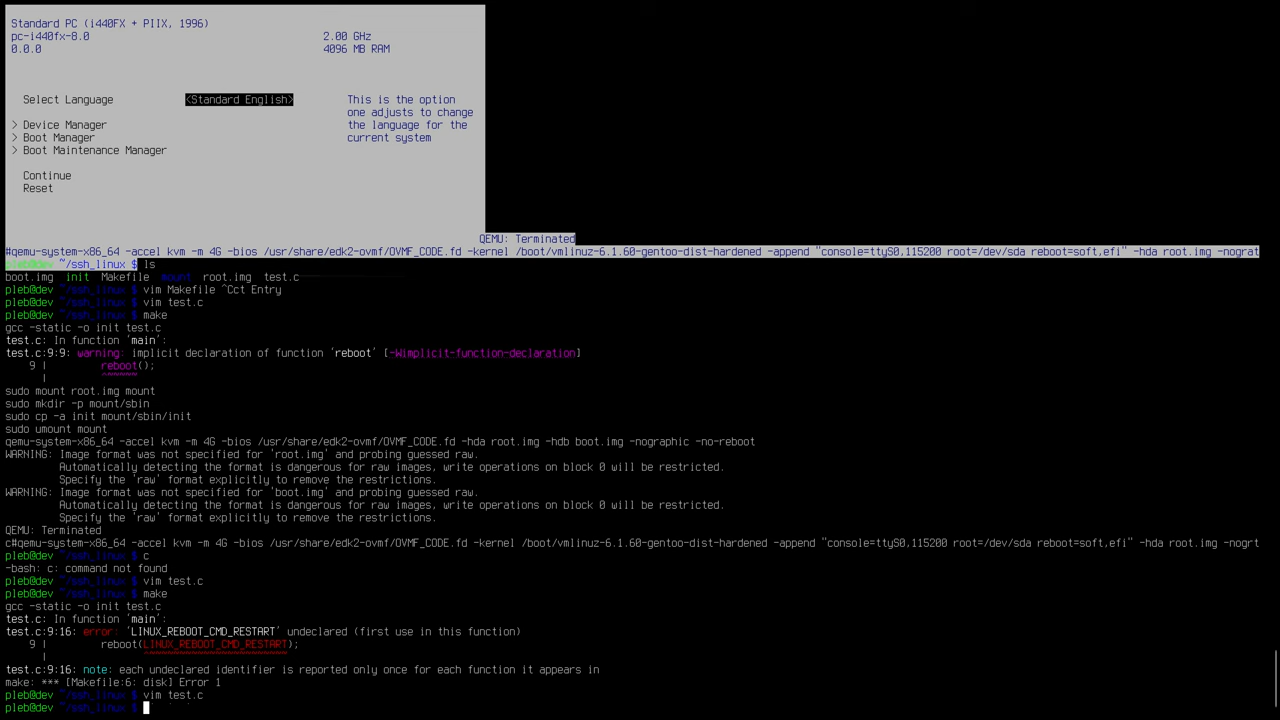 Standard PC (i440FX + PIIX, 1996)
pc-i440fx-8.0 2.00 GHz
0.0.0 4096 MB RAM
Select Language <Standard English> This is the option
one adjusts to change
> Device Manager the language for the
> Boot Manager current system
> Boot Maintenance Manager
Continue
Reset
QEMU: Terminated
#qemu-system-x86_64 -accel kvm -m 4G -bios /usr/share/edk2-ovmf/OVMF_CODE.fd -kernel /boot/vmlinuz-6.1.60-gentoo-dist-hardened -append "console=ttyS0,115200 root=/dev/sda reboot=soft,efi" -hda root.img -nograt
pleb@dev ~/ssh_linux $ ls
boot.img init Makefile mount root.img test.c
pleb@dev ~/ssh_linux $ vim Makefile ^Cct Entry
pleb@dev ~/ssh_linux $ vim test.c
pleb@dev ~/ssh_linux $ make
gcc -static -o init test.c
test.c: In function ‘main’:
test.c:9:9: warning: implicit declaration of function ‘reboot’ [-Wimplicit-function-declaration]
9 | reboot();
| ^~~~~~
sudo mount root.img mount
sudo mkdir -p mount/sbin
sudo cp -a init mount/sbin/init
sudo umount mount
qemu-system-x86_64 -accel kvm -m 4G -bios /usr/share/edk2-ovmf/OVMF_CODE.fd -hda root.img -hdb boot.img -nographic -no-reboot
WARNING: Image format was not specified for 'root.img' and probing guessed raw.
Automatically detecting the format is dangerous for raw images, write operations on block 0 will be restricted.
Specify the 'raw' format explicitly to remove the restrictions.
WARNING: Image format was not specified for 'boot.img' and probing guessed raw.
Automatically detecting the format is dangerous for raw images, write operations on block 0 will be restricted.
Specify the 'raw' format explicitly to remove the restrictions.
QEMU: Terminated
c#qemu-system-x86_64 -accel kvm -m 4G -bios /usr/share/edk2-ovmf/OVMF_CODE.fd -kernel /boot/vmlinuz-6.1.60-gentoo-dist-hardened -append "console=ttyS0,115200 root=/dev/sda reboot=soft,efi" -hda root.img -nogrt
pleb@dev ~/ssh_linux $ c
-bash: c: command not found
pleb@dev ~/ssh_linux $ vim test.c
pleb@dev ~/ssh_linux $ make
gcc -static -o init test.c
test.c: In function ‘main’:
test.c:9:16: error: ‘LINUX_REBOOT_CMD_RESTART’ undeclared (first use in this function)
9 | reboot(LINUX_REBOOT_CMD_RESTART);
| ^~~~~~~~~~~~~~~~~~~~~~~~
test.c:9:16: note: each undeclared identifier is reported only once for each function it appears in
make: *** [Makefile:6: disk] Error 1
pleb@dev ~/ssh_linux $ vim test.c
pleb@dev ~/ssh_linux $